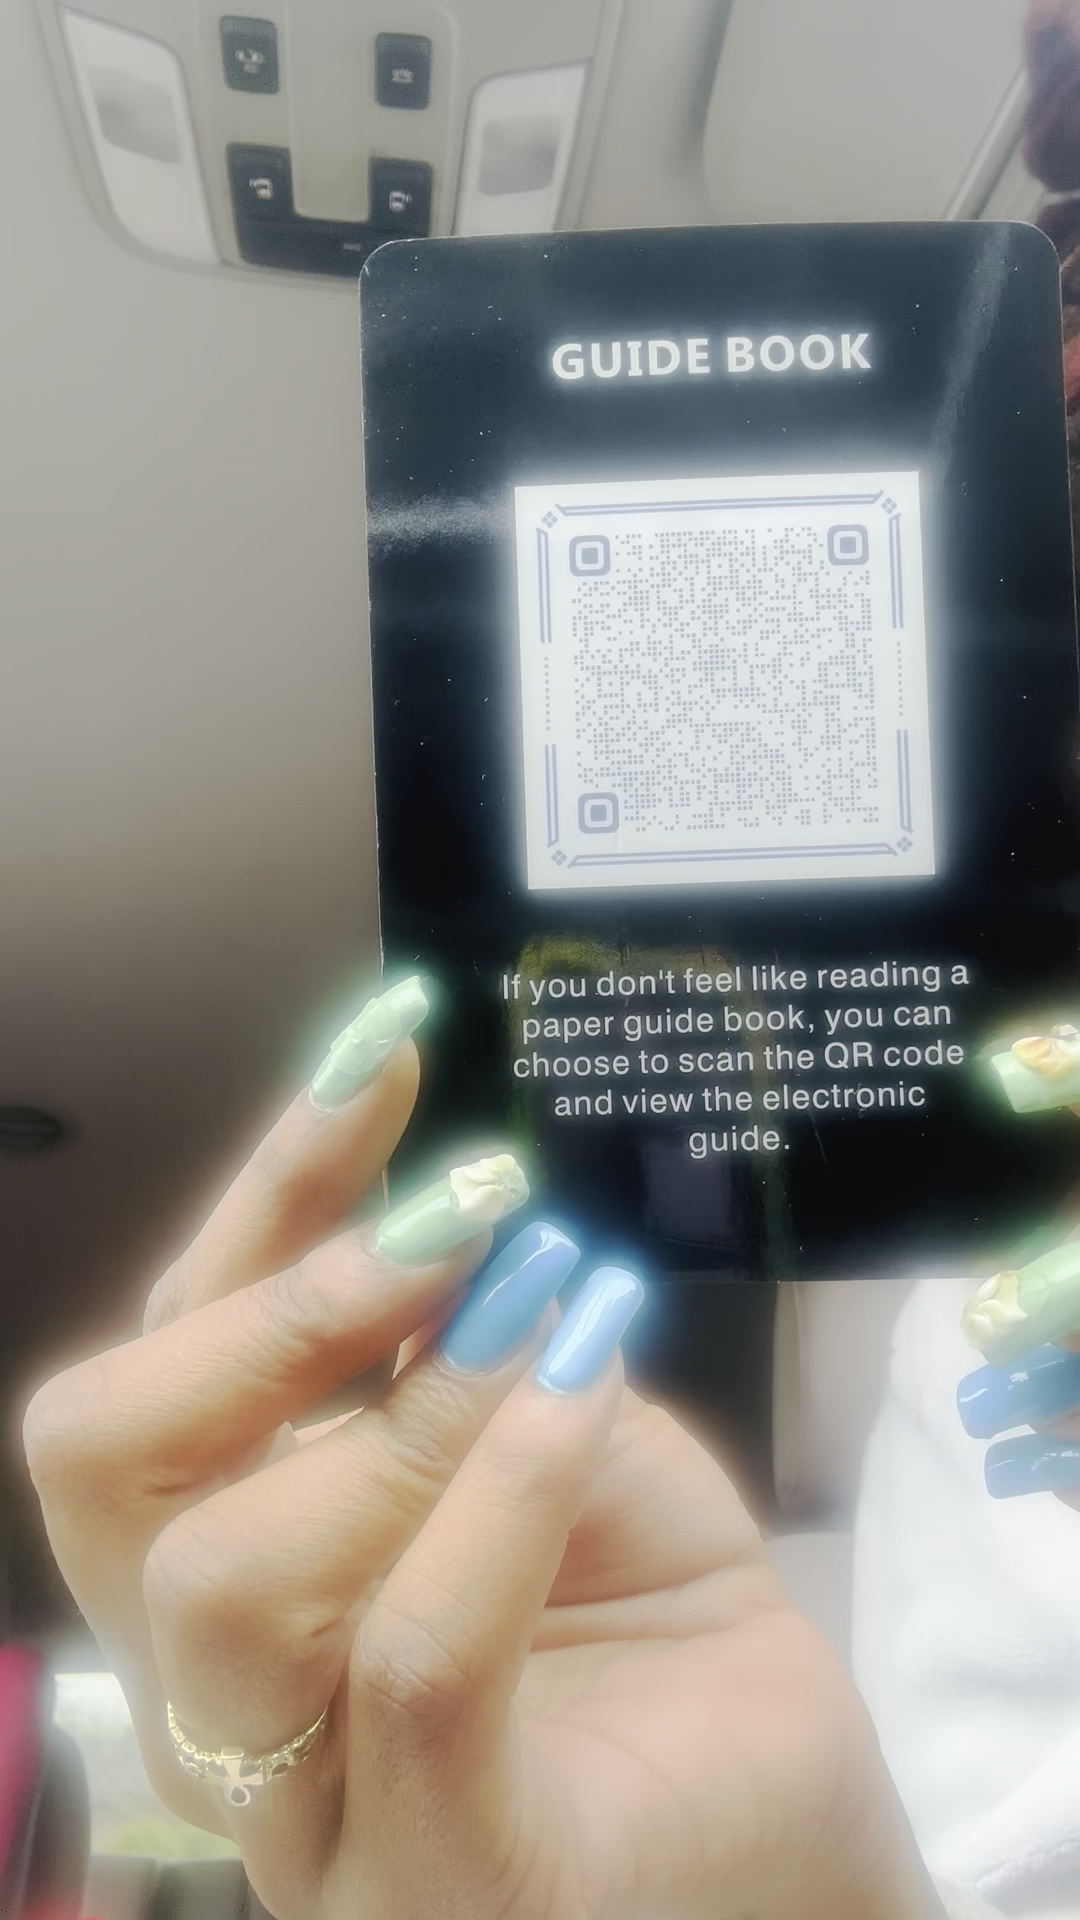 GUIDE BOOK
If you don't feel like reading a
paper guide book, you can
choose to scan the QR code
and view the electronic
guide.